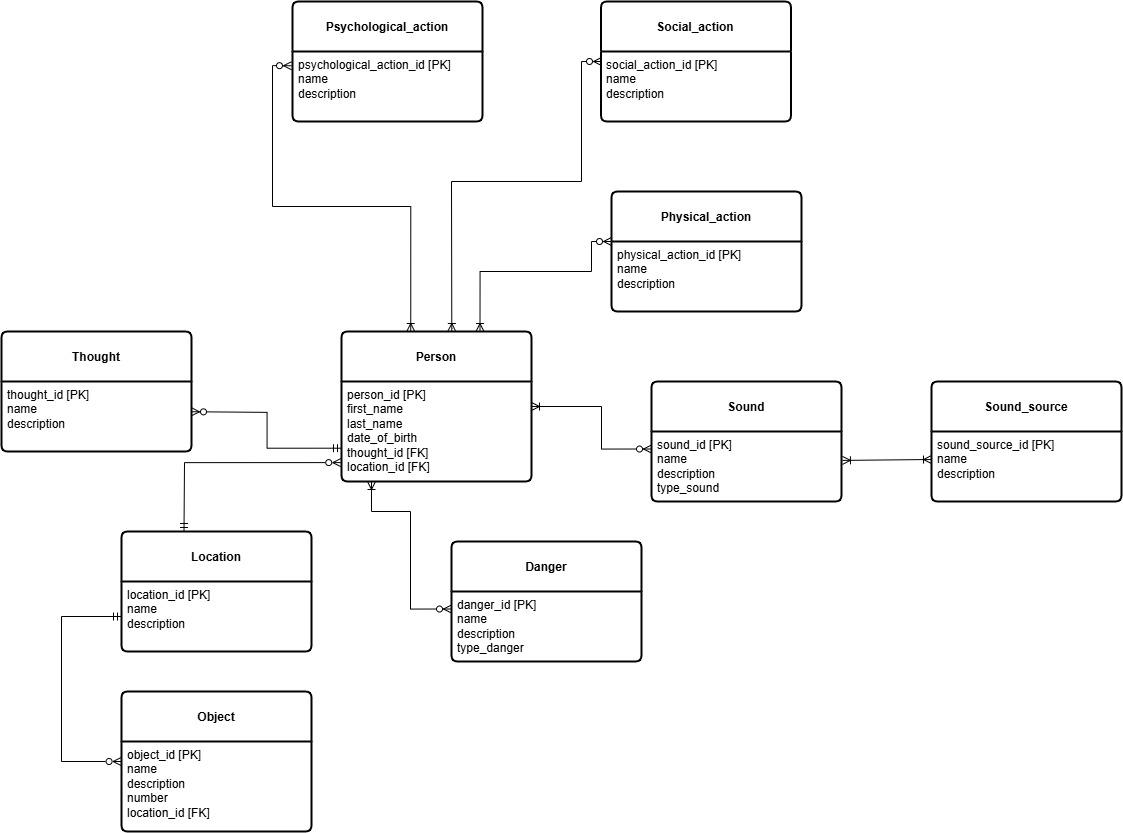 Psychological_action
psychological_action_id [PK]
name
description
Social_action
social_action_id [PK]
name
description
Physical_action
physical_action_id [PK]
name
description
Thought
thought_id [PK]
name
description
Person
person_id [PK]
first_name
last_name
date_of_birth
thought_id [FK]
location_id [FK]
Sound
sound_id [PK]
name
description
type_sound
Sound_source
sound_source_id [PK]
name
description
Location
location_id [PK]
name
description
Danger
danger_id [PK]
name
description
type_danger
Object
object_id [PK]
name
description
number
location_id [FK]